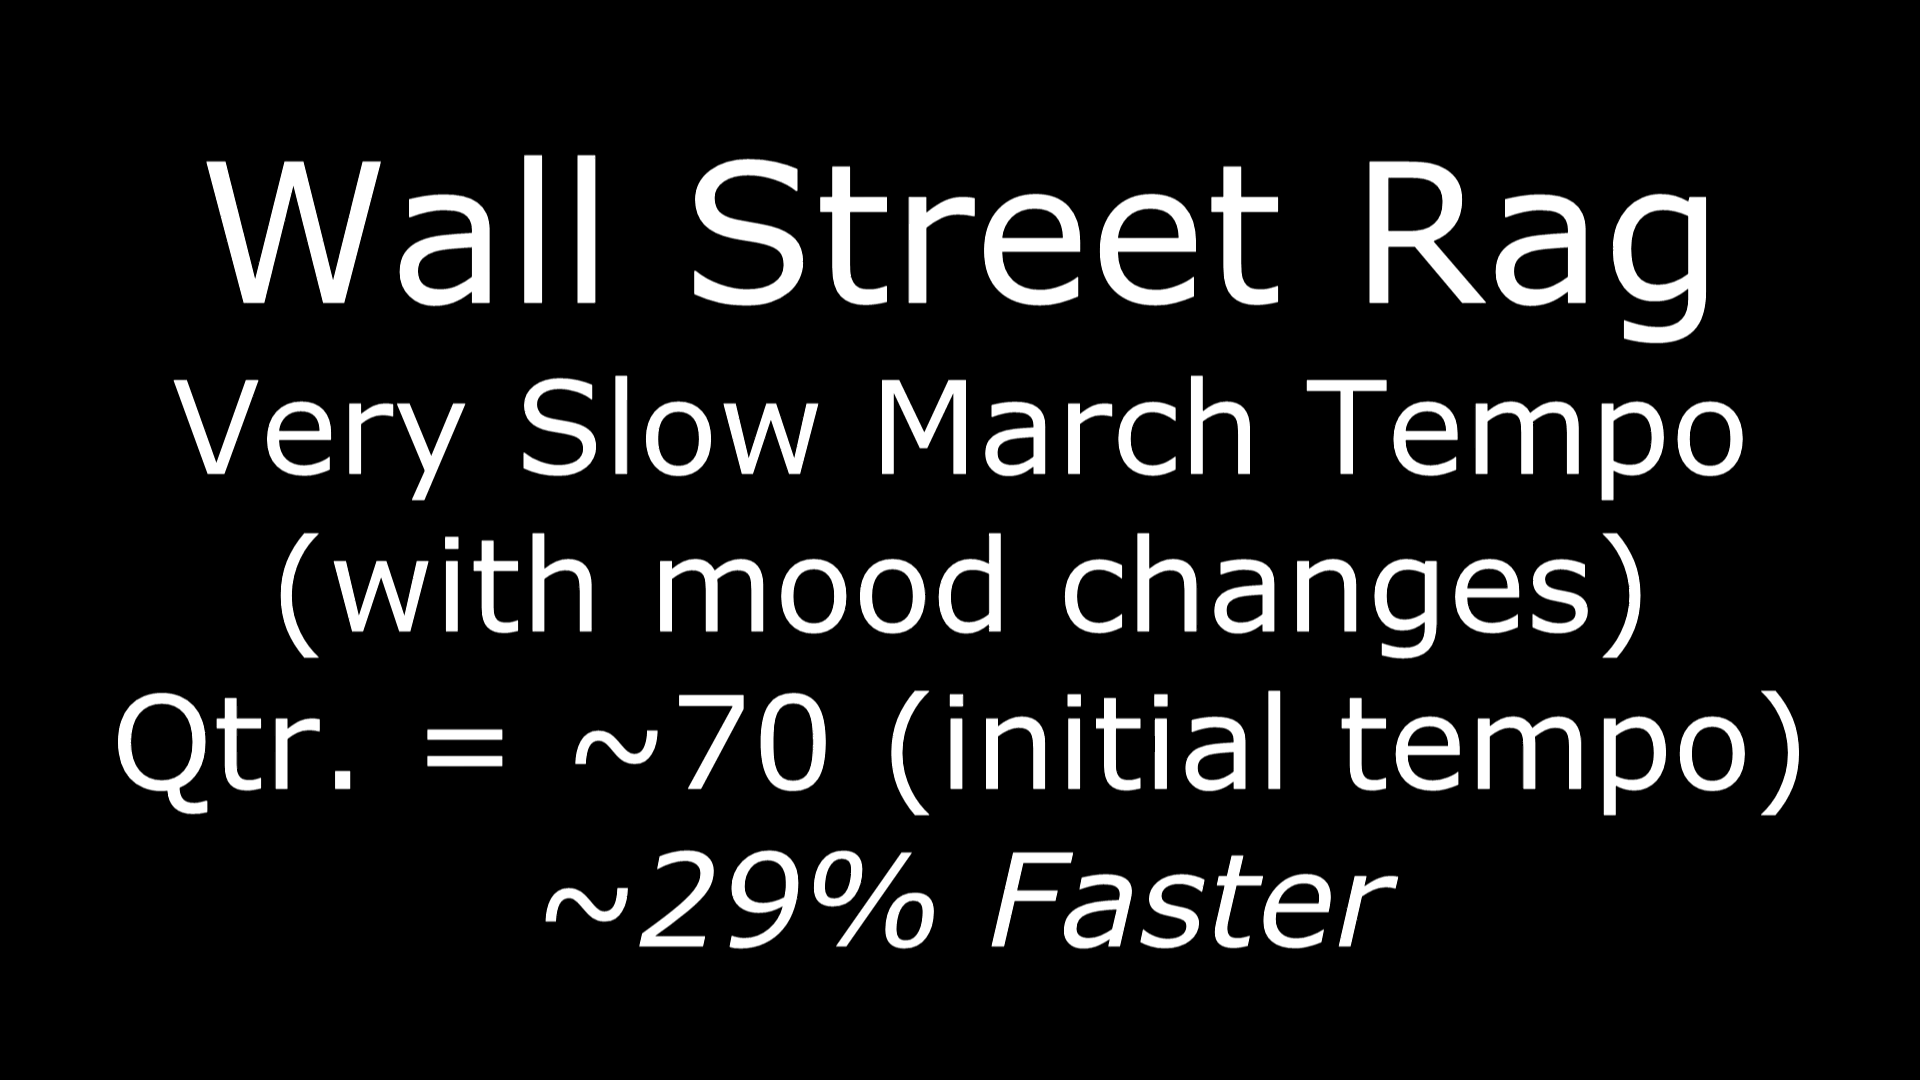 Wall Street Rag
Very Slow March Tempo
(with mood changes)
Qtr. = ~70 (initial tempo)
~29% Faster